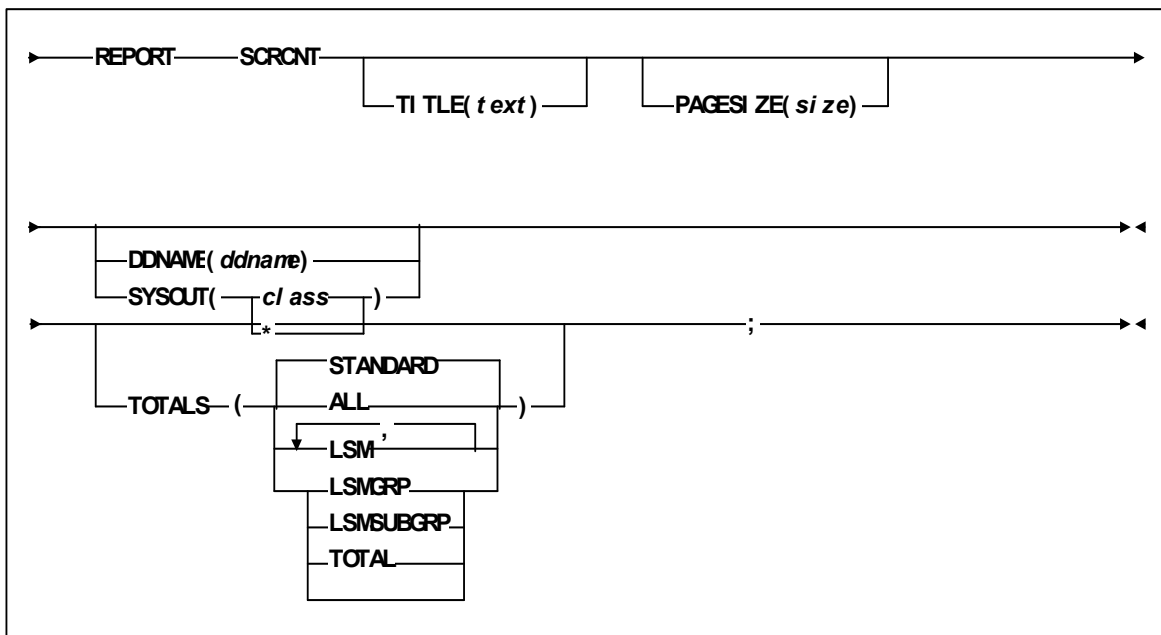 REPORT SCRCNT
TITLE(text) PAGESIZE(size)
DDNAME(ddname)
SYSOUT( class )
*
;
STANDARD
TOTALS ( ALL )
,
LSM
LSMGRP
LSMSUBGRP
TOTAL